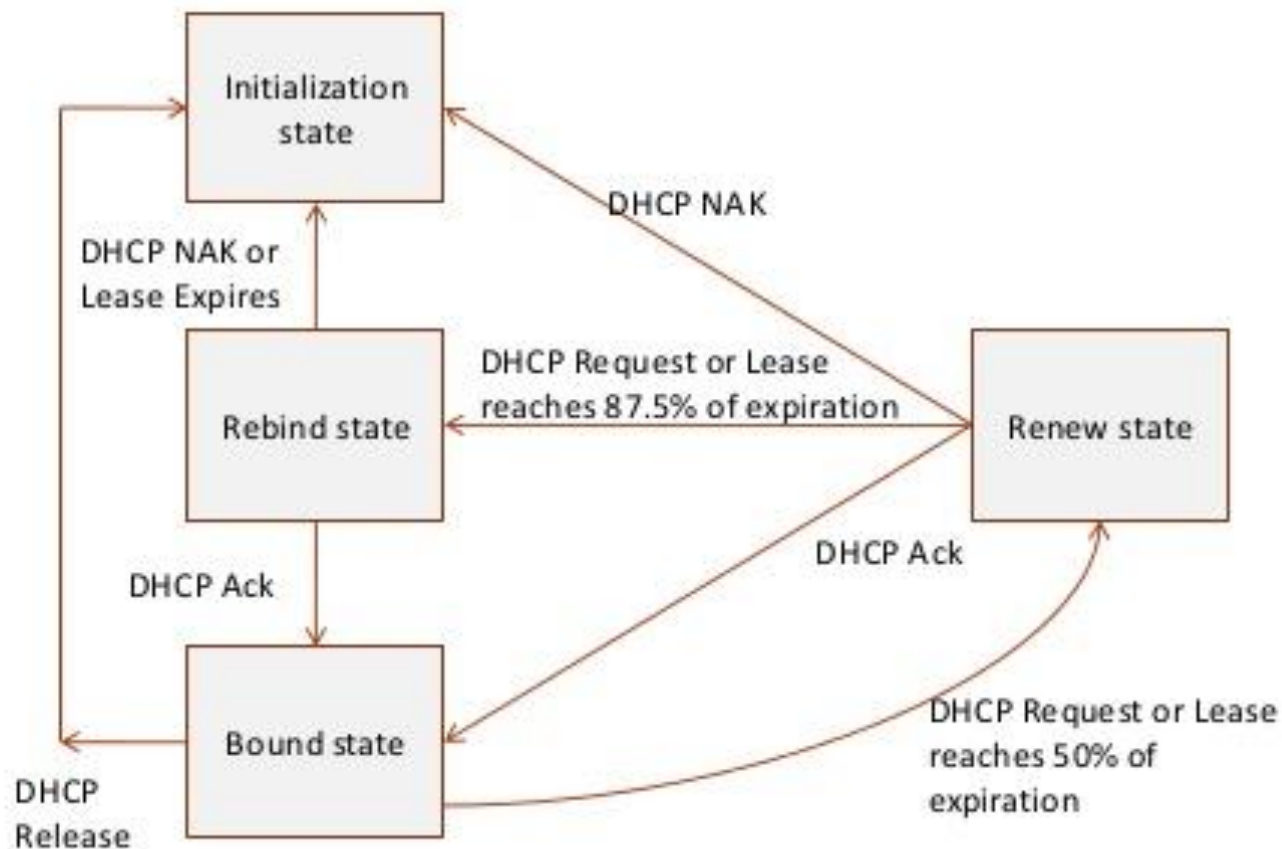 Initialization
state
DHCP NAK
DHCP NAK or
Lease Expires
DHCP Request or Lease
reaches 87.5% of expiration
Rebind state
Renew state
DHCP Ack
DHCP Ack
Bound state
DHCP Request or Lease
reaches 50% of
expiration
DHCP
Release